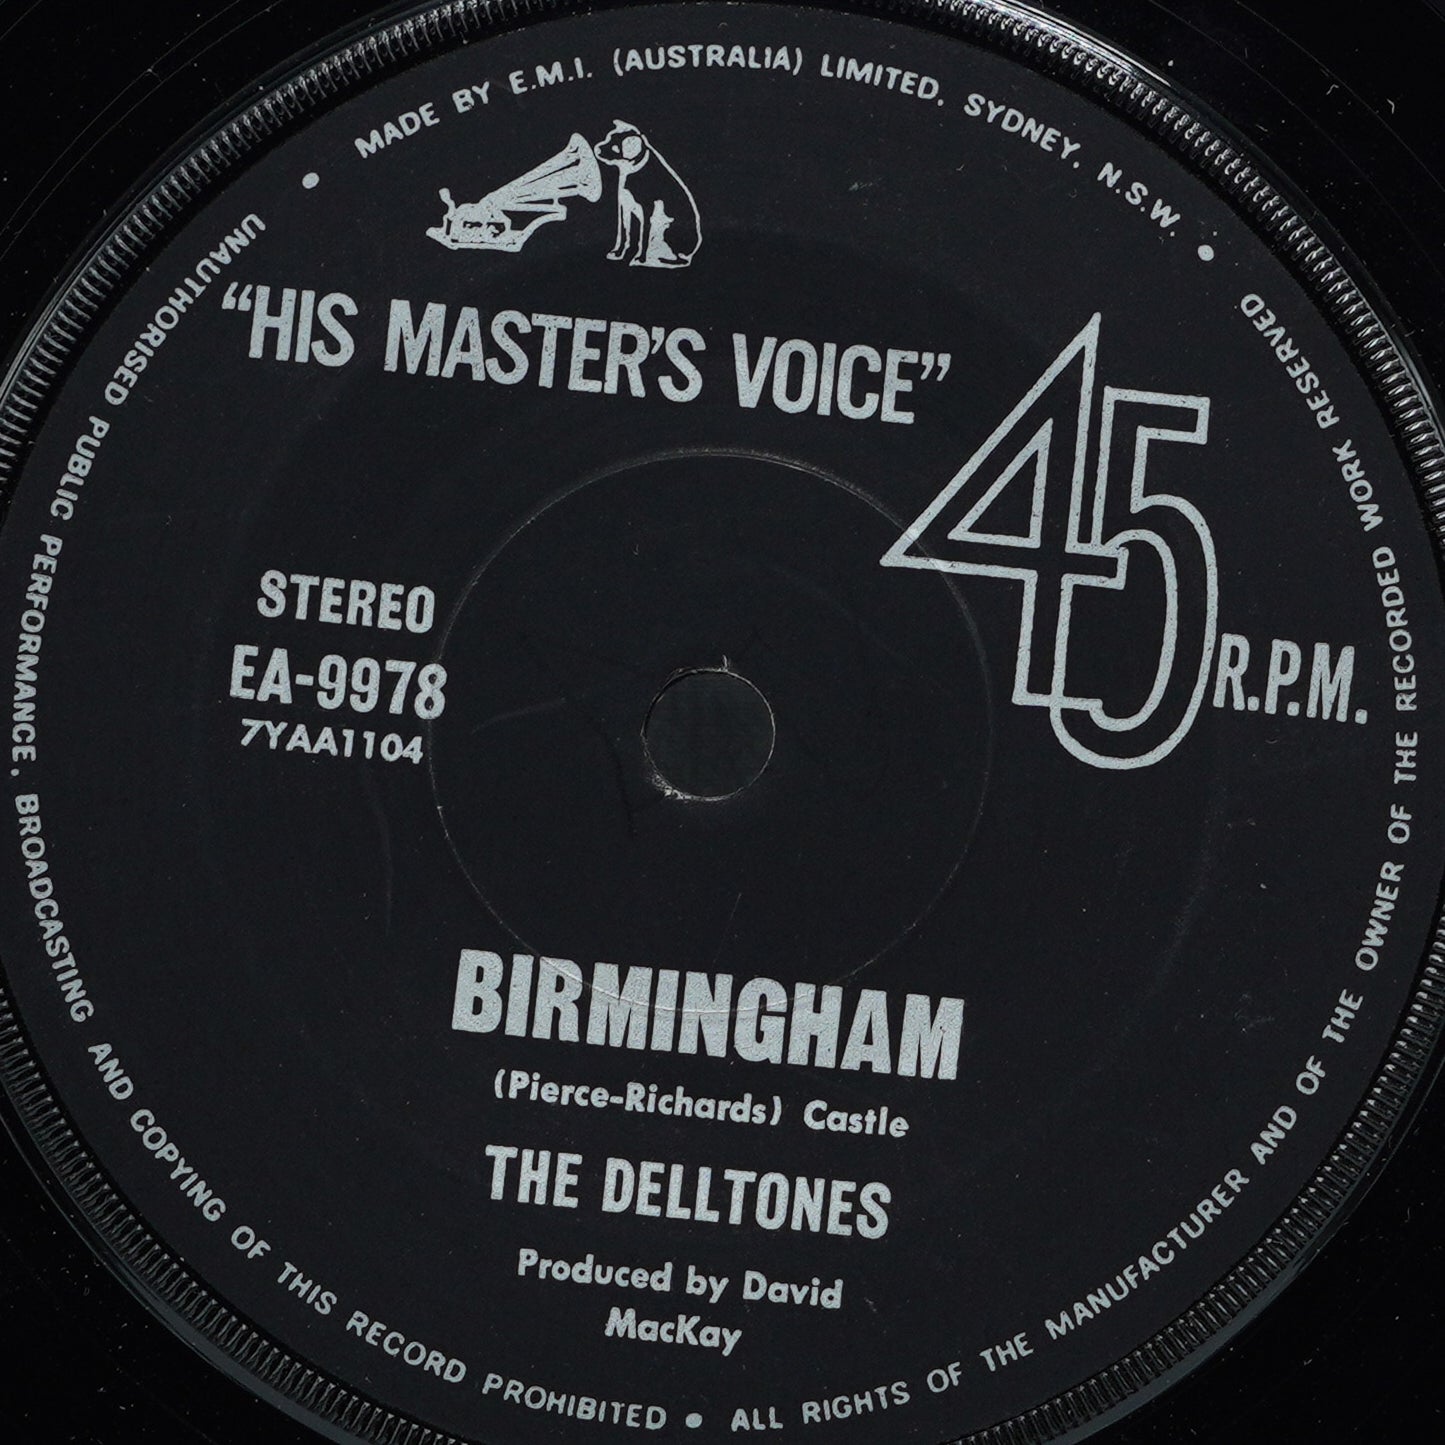 MADE BY E.M.I. (AUSTRALIA) LIMITED. SYDNEY. N.S.W. •
"HIS MASTER'S VOICE"
45 R.P.M.
STEREO
EA-9978
7YAA1104
BIRMINGHAM
(Pierce-Richards) Castle
THE DELLTONES
Produced by David
MacKay
• UNAUTHORISED PUBLIC PERFORMANCE, BROADCASTING AND COPYING OF THIS RECORD PROHIBITED • ALL RIGHTS OF THE MANUFACTURER AND OF THE OWNER OF THE RECORDED WORK RESERVED